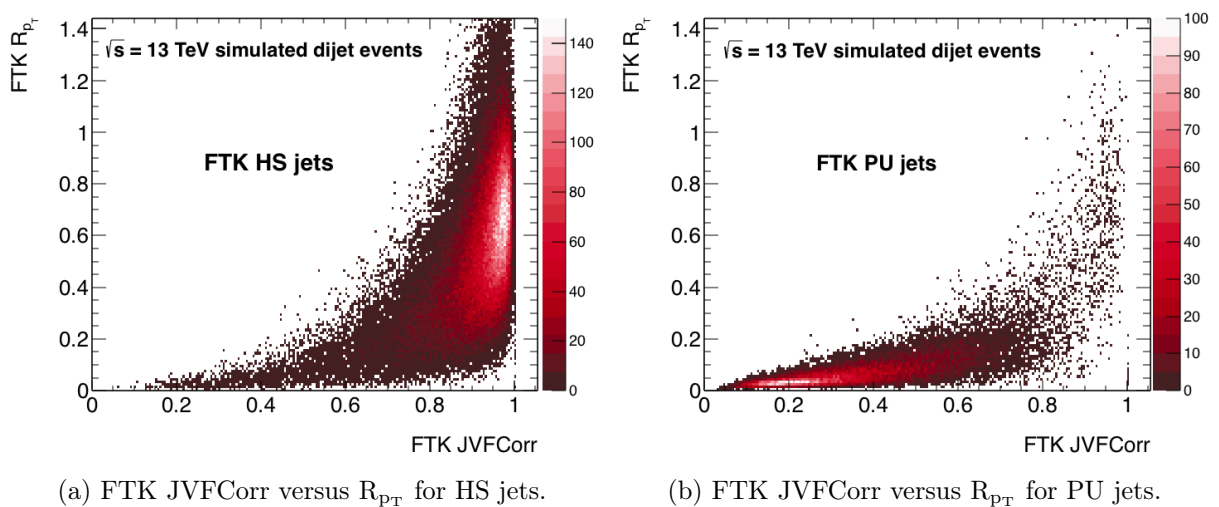 FTK R_pT
1.4
1.2
1
0.8
0.6
0.4
0.2
0
√s = 13 TeV simulated dijet events
FTK HS jets
0 0.2 0.4 0.6 0.8 1
FTK JVFCorr
140
120
100
80
60
40
20
0
(a) FTK JVFCorr versus R_pT for HS jets.
FTK R_pT
1.4
1.2
1
0.8
0.6
0.4
0.2
0
√s = 13 TeV simulated dijet events
FTK PU jets
0 0.2 0.4 0.6 0.8 1
FTK JVFCorr
100
90
80
70
60
50
40
30
20
10
0
(b) FTK JVFCorr versus R_pT for PU jets.